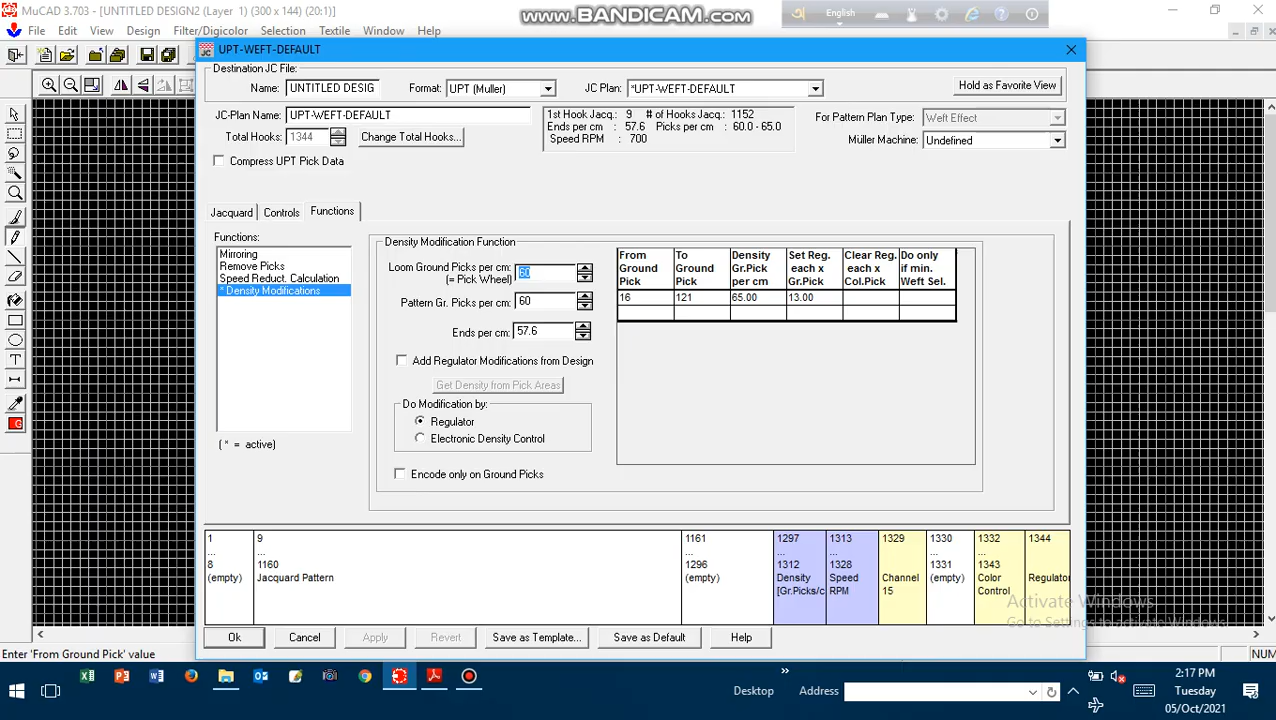 MuCAD 3.703 - [UNTITLED DESIGN2 (Layer 1) (300 x 144) (20:1)]
www.BANDICAM.com
English
File Edit View Design Filter/Digicolor Selection Textile Window Help
UPT-WEFT-DEFAULT
Destination JC File:
Name: UNTITLED DESIG Format: UPT (Muller) JC Plan: *UPT-WEFT-DEFAULT Hold as Favorite View
JC-Plan Name: UPT-WEFT-DEFAULT
Total Hooks: 1344 Change Total Hooks...
1st Hook Jacq.: 9 # of Hooks Jacq.: 1152
Ends per cm : 57.6 Picks per cm : 60.0 - 65.0
Speed RPM : 700
For Pattern Plan Type: Weft Effect
Müller Machine: Undefined
Compress UPT Pick Data
Jacquard Controls Functions
Functions:
Mirroring
Remove Picks
Speed Reduct. Calculation
* Density Modifications
( * = active)
Density Modification Function
Loom Ground Picks per cm: 60
(= Pick Wheel)
Pattern Gr. Picks per cm: 60
Ends per cm: 57.6
Add Regulator Modifications from Design
Get Density from Pick Areas
Do Modification by:
Regulator
Electronic Density Control
Encode only on Ground Picks
From To Density Set Reg. Clear Reg. Do only
Ground Ground Gr.Pick each x each x if min.
Pick Pick per cm Gr.Pick Col.Pick Weft Sel.
16 121 65.00 13.00
1 9 1161 1297 1313 1329 1330 1332 1344
... ... ... ... ... ... ...
8 1160 1296 1312 1328 1331 1343
(empty) Jacquard Pattern (empty) Density Speed Channel (empty) Color Regulator
[Gr.Picks/c RPM 15 Control
Activate Windows
Go to Settings to activate Windows.
Ok Cancel Apply Revert Save as Template... Save as Default Help
Enter 'From Ground Pick' value
NUM
Desktop
»
Address
2:17 PM
Tuesday
05/Oct/2021